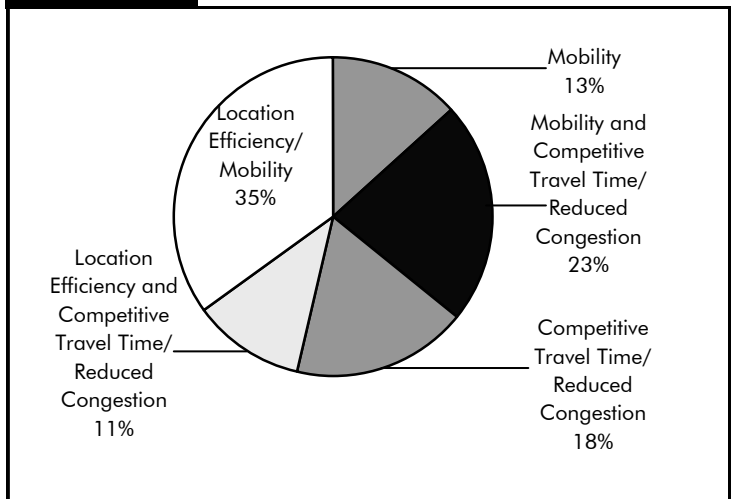 Mobility
13%
Mobility and
Competitive
Travel Time/
Reduced
Congestion
23%
Competitive
Travel Time/
Reduced
Congestion
18%
Location
Efficiency and
Competitive
Travel Time/
Reduced
Congestion
11%
Location
Efficiency/
Mobility
35%